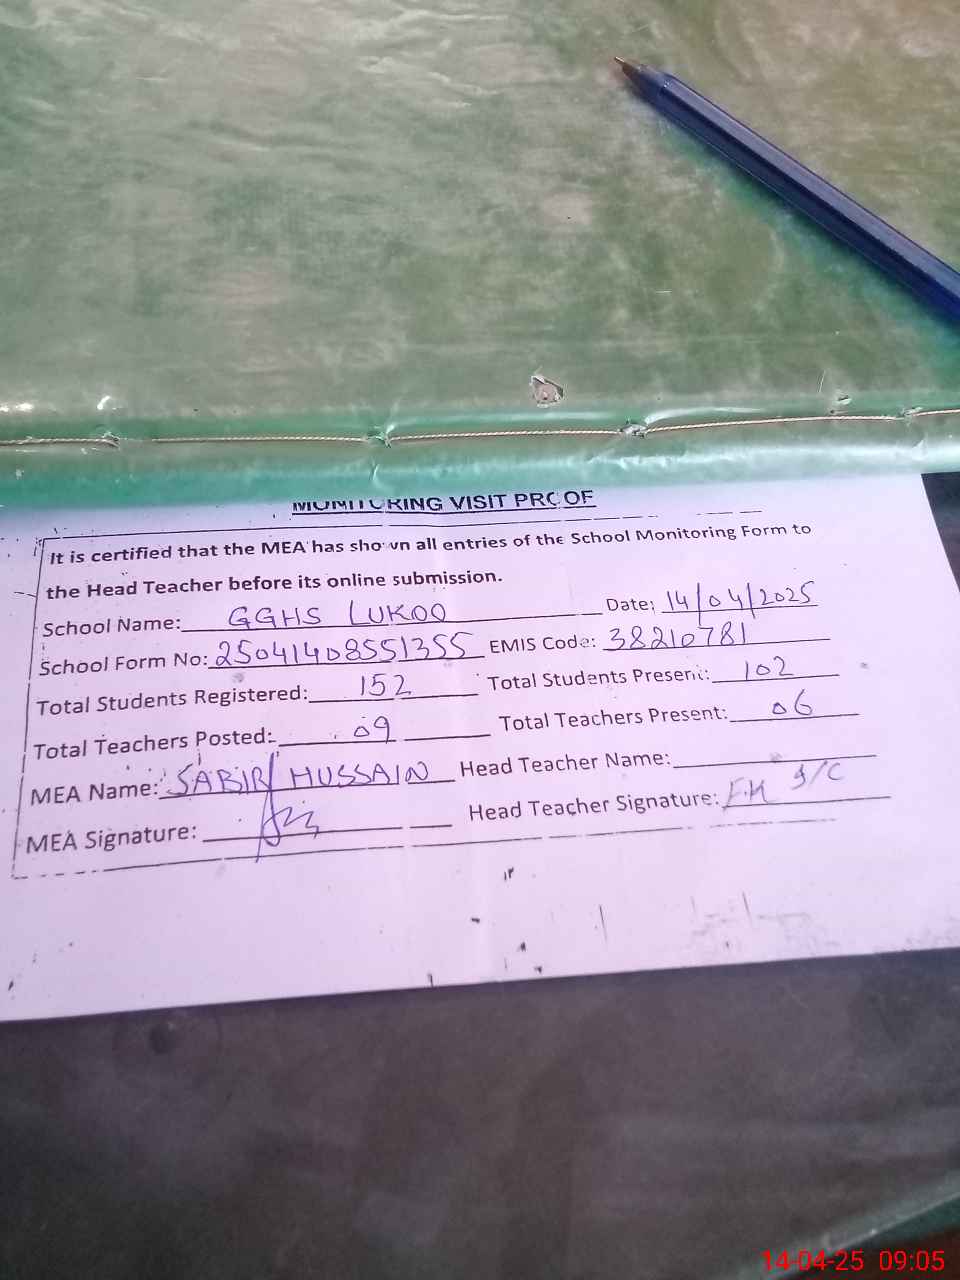 MONITORING VISIT PROOF
It is certified that the MEA has shown all entries of the School Monitoring Form to
the Head Teacher before its online submission.
School Name: GGHS LUKOO Date: 14/04/2025
School Form No: 25041408551355 EMIS Code: 38210781
Total Students Registered: 152 Total Students Present: 102
Total Teachers Posted: 09 Total Teachers Present: 06
MEA Name: SABIR HUSSAIN Head Teacher Name:
MEA Signature: Head Teacher Signature: F.K S/C
14-04-25 09:05